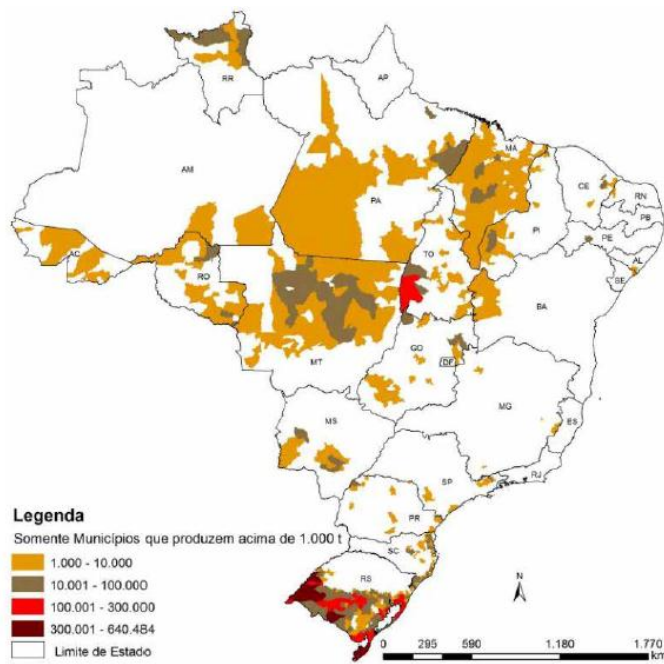 RR
AP
AM
PA
MA
CE
RN
PB
PE
AL
SE
PI
TO
AC
RO
BA
MT
GO
DF
MG
ES
MS
SP
RJ
PR
SC
RS
Legenda
Somente Municípios que produzem acima de 1.000 t
1.000 - 10.000
10.001 - 100.000
100.001 - 300.000
300.001 - 640.484
Limite de Estado
N
0 295 590 1.180 1.770
km